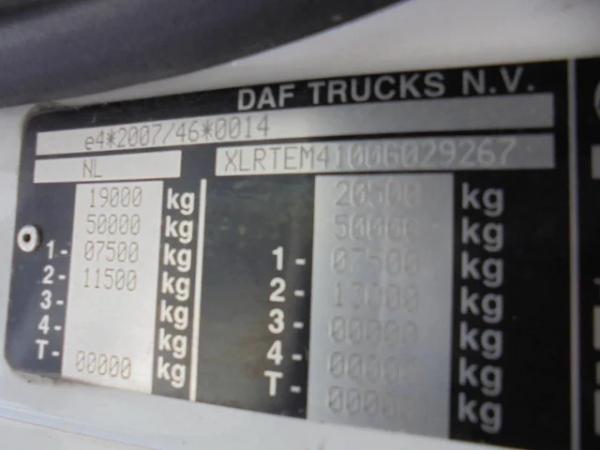 DAF TRUCKS N.V.
e4*2007/46*0014
NL XLRTEM4100G029267
19000 kg 20500 kg
50000 kg 50000 kg
1- 07500 kg 1- 07500 kg
2- 11500 kg 2- 13000 kg
3- kg 3- 00000 kg
4- kg 4- 00000 kg
T- 00000 kg T- 00000 kg